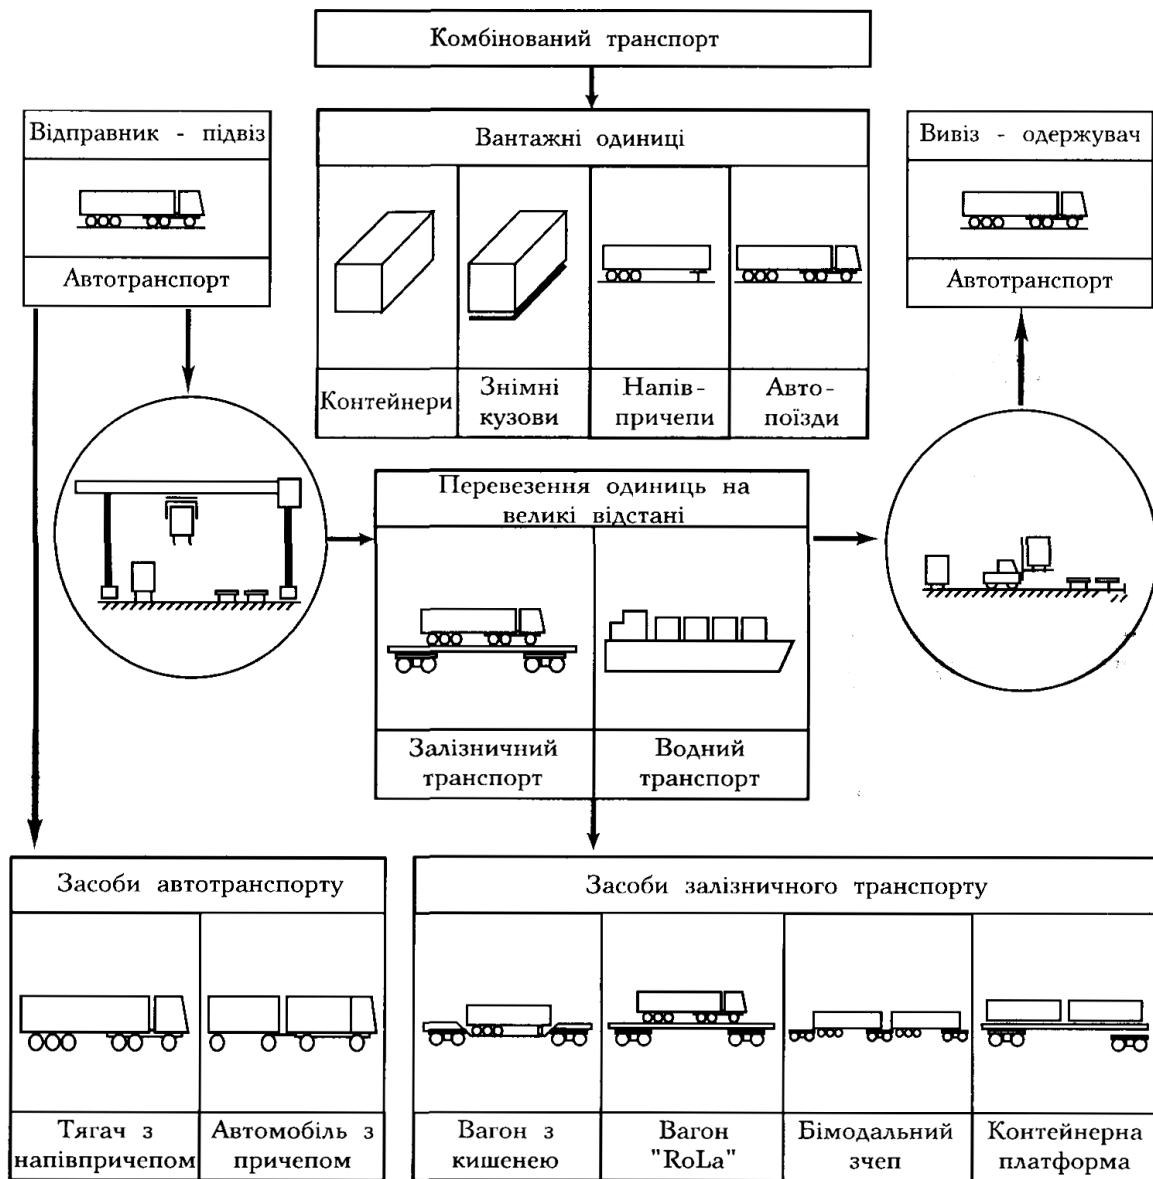 Комбінований транспорт
Відправник - підвіз
Автотранспорт
Вантажні одиниці
Контейнери
Знімні
кузови
Напів-
причепи
Авто-
поїзди
Вивіз - одержувач
Автотранспорт
Перевезення одиниць на
великі відстані
Залізничний
транспорт
Водний
транспорт
Засоби автотранспорту
Тягач з
напівпричепом
Автомобіль з
причепом
Засоби залізничного транспорту
Вагон з
кишенею
Вагон
"RoLa"
Бімодальний
зчеп
Контейнерна
платформа